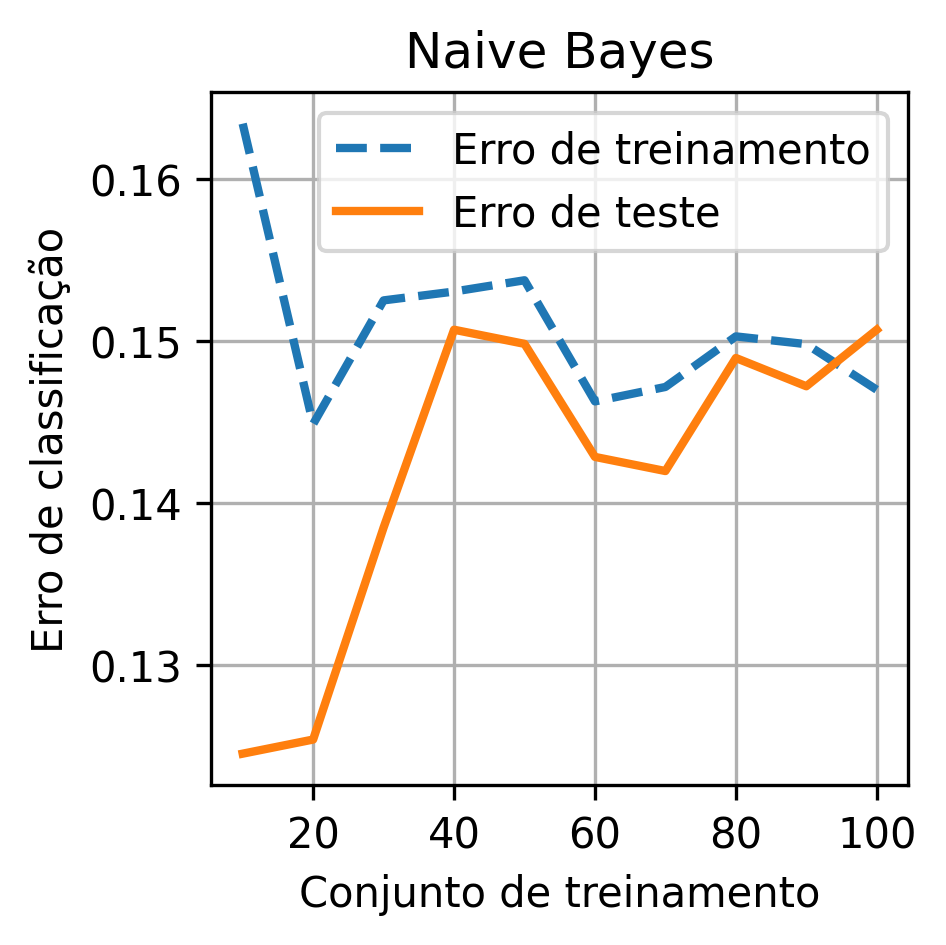 Naive Bayes
Erro de treinamento
Erro de teste
Erro de classificação
0.16
0.15
0.14
0.13
20 40 60 80 100
Conjunto de treinamento